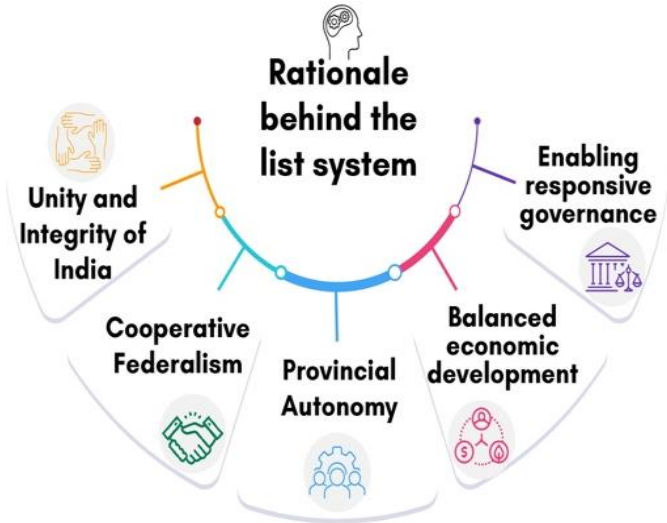 Rationale
behind the
list system
Unity and
Integrity of
India
Cooperative
Federalism
Provincial
Autonomy
Balanced
economic
development
Enabling
responsive
governance
$